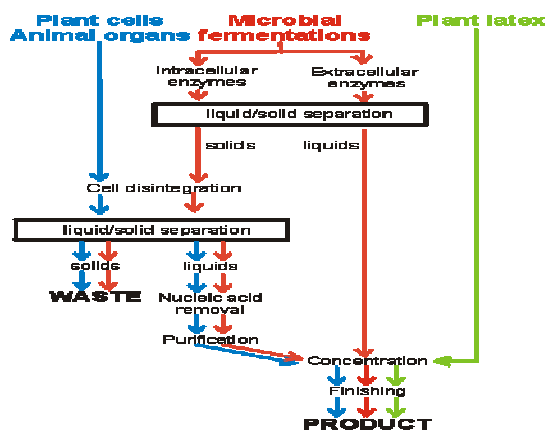 Plant cells
Animal organs
Microbial
fermentations
Plant latex
Intracellular
enzymes
Extracellular
enzymes
liquid/solid separation
solids
liquids
Cell disintegration
liquid/solid separation
solids
liquids
WASTE
Nucleic acid
removal
Purification
Concentration
Finishing
PRODUCT